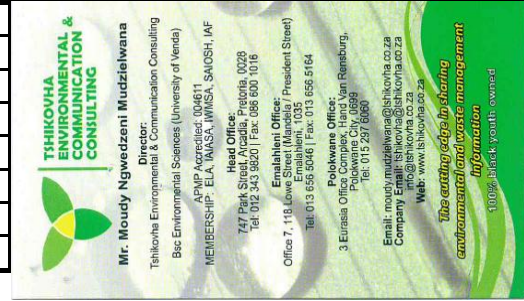 TSHIKOVHA
ENVIRONMENTAL &
COMMUNICATION
CONSULTING
Mr. Moudy Ngwedzeni Mudzielwana
Director:
Tshikovha Environmental & Communication Consulting
Bsc Environmental Sciences (University of Venda)
APMP Accredited: 004611
MEMBERSHIP: ELA, IAIASA, IWMSA, SAIOSH, IAF
Head Office:
747 Park Street, Arcadia, Pretoria, 0028
Tel: 012 343 9820 | Fax: 086 600 1016
Emalahleni Office:
Office 7, 118 Lowe Street (Mandela / President Street)
Emalahleni, 1035
Tel: 013 656 5046 | Fax: 013 656 5164
Polokwane Office:
3 Eurasia Office Complex, Hand Van Rensburg,
Polokwane City, 0699
Tel: 015 297 6060
Email: moudy.mudzielwana@tshikovha.co.za
Company Email: tshikovha@tshikovha.co.za
info@tshikovha.co.za
Web: www.tshikovha.co.za
The cutting edge in sharing
environmental and waste management
information
100% black youth owned